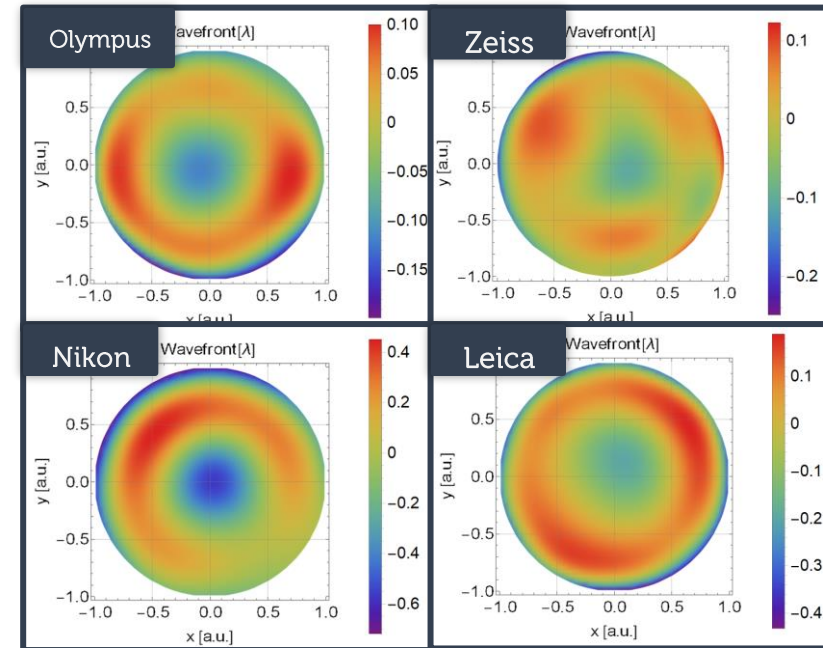 Olympus
Wavefront[λ]
0.5
0.0
−0.5
−1.0
y [a.u.]
−1.0 −0.5 0.0 0.5 1.0
x [a.u.]
0.10
0.05
0
−0.05
−0.10
−0.15
Zeiss
Wavefront[λ]
0.5
0.0
−0.5
−1.0
y [a.u.]
−1.0 −0.5 0.0 0.5 1.0
x [a.u.]
0.1
0
−0.1
−0.2
Nikon
Wavefront[λ]
0.5
0.0
−0.5
−1.0
y [a.u.]
−1.0 −0.5 0.0 0.5 1.0
x [a.u.]
0.4
0.2
0
−0.2
−0.4
−0.6
Leica
Wavefront[λ]
0.5
0.0
−0.5
−1.0
y [a.u.]
−1.0 −0.5 0.0 0.5 1.0
x [a.u.]
0.1
0
−0.1
−0.2
−0.3
−0.4